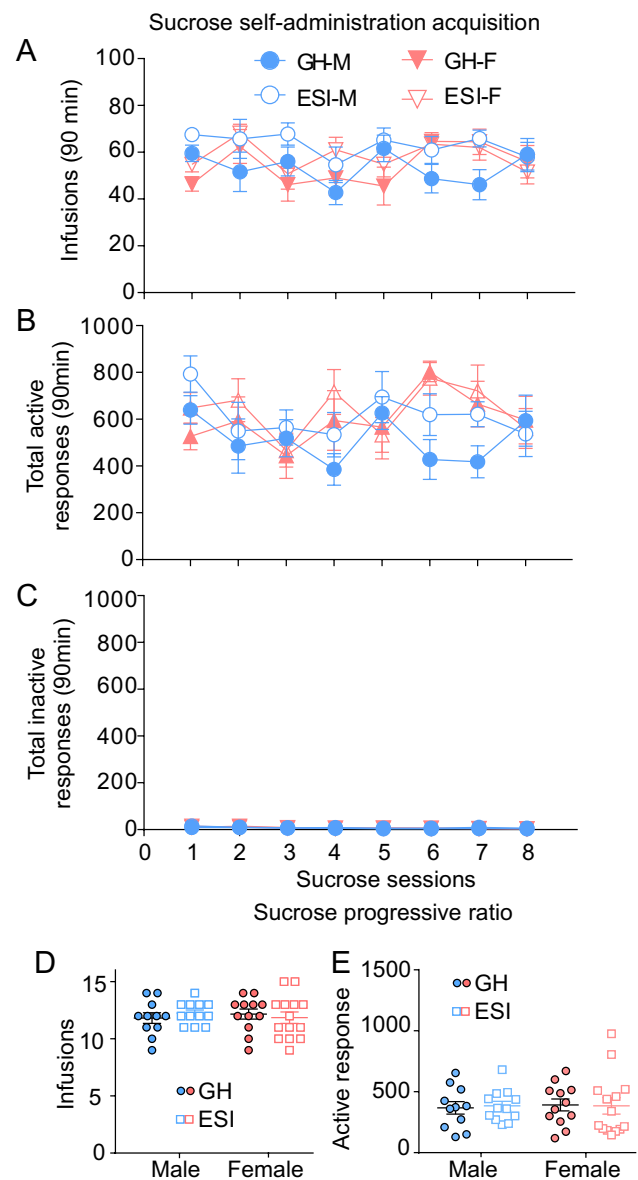 Sucrose self-administration acquisition
A
GH-M
GH-F
ESI-M
ESI-F
Infusions (90 min)
100
80
60
40
20
0
B
Total active
responses (90min)
1000
800
600
400
200
0
C
Total inactive
responses (90min)
1000
800
600
400
200
0
0 1 2 3 4 5 6 7 8
Sucrose sessions
Sucrose progressive ratio
D
Infusions
15
10
5
0
GH
ESI
Male Female
E
Active response
1500
1000
500
0
GH
ESI
Male Female